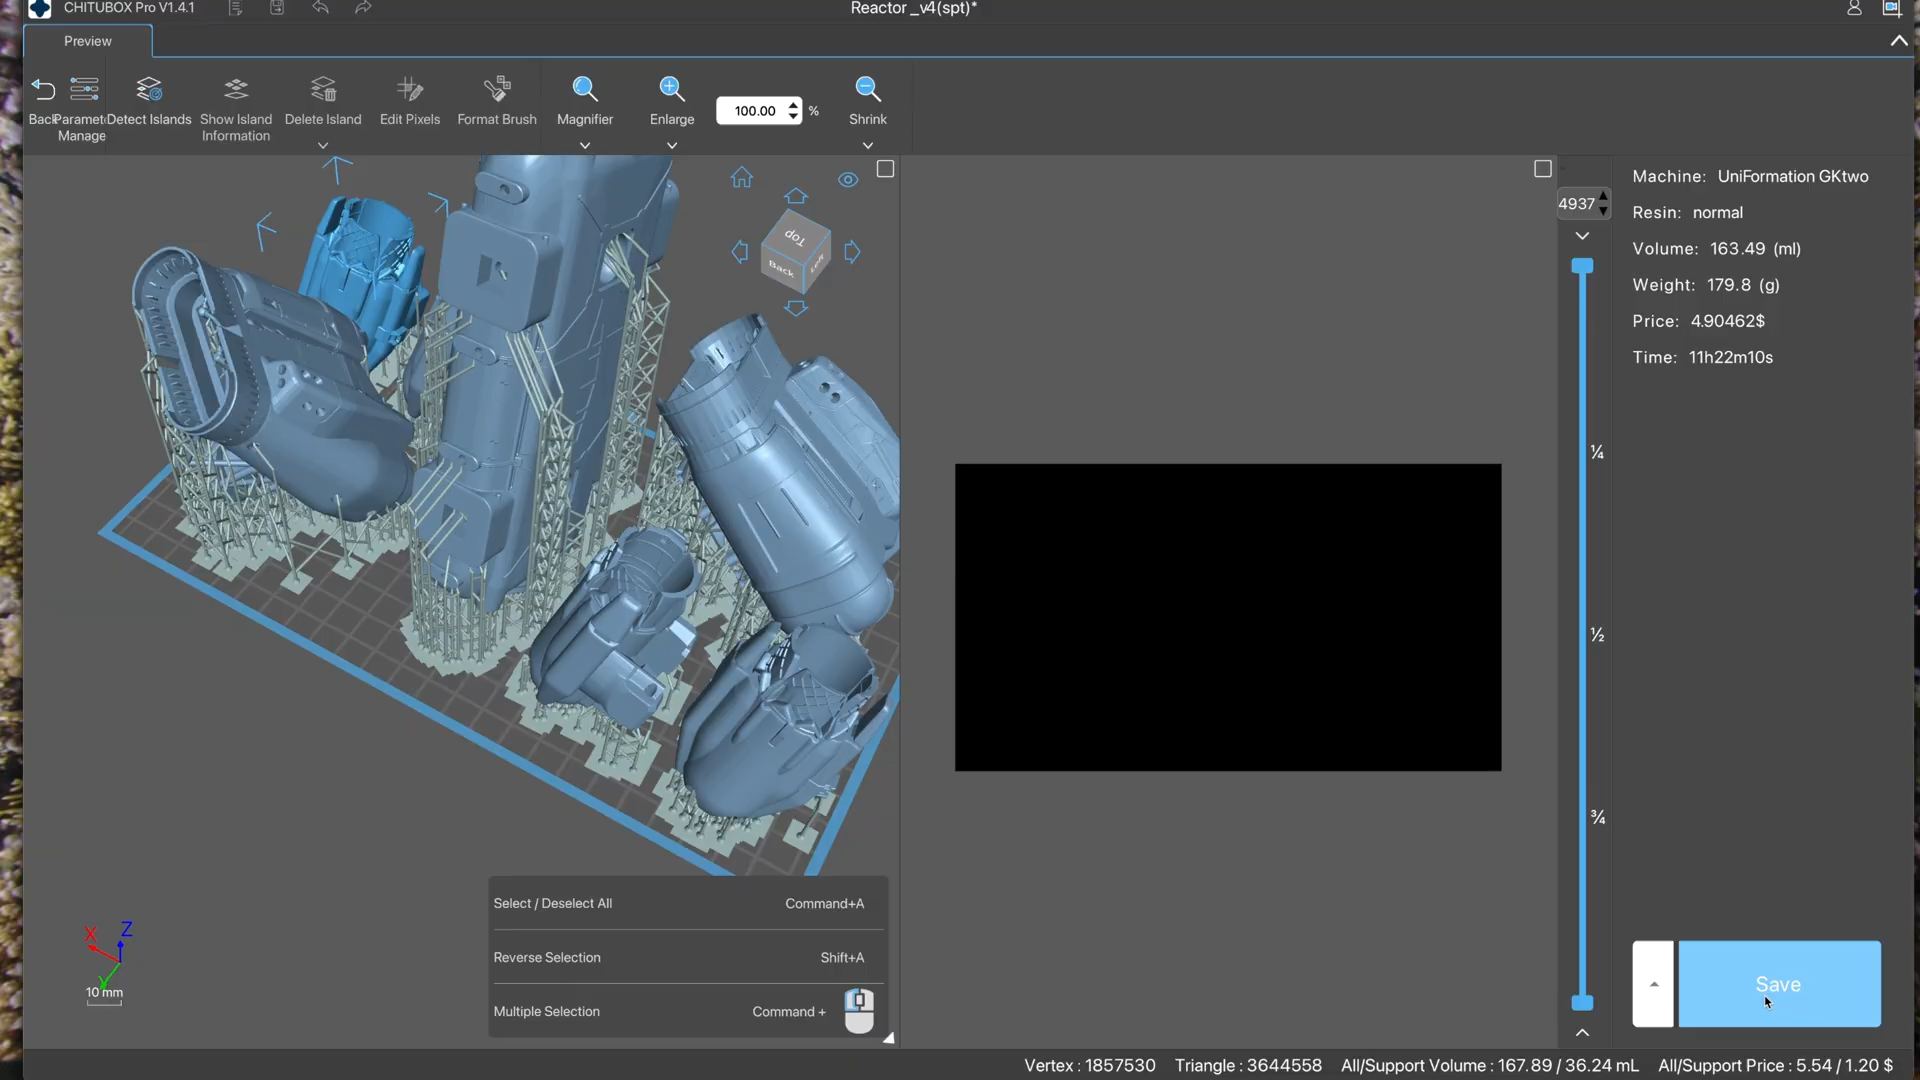 CHITUBOX Pro V1.4.1
Reactor _v4(spt)*
Preview
Back
Paramet
Manage
Detect Islands
Show Island
Information
Delete Island
Edit Pixels
Format Brush
Magnifier
Enlarge
100.00
%
Shrink
Top
Back
Left
4937
¼
½
¾
Machine: UniFormation GKtwo
Resin: normal
Volume: 163.49 (ml)
Weight: 179.8 (g)
Price: 4.90462$
Time: 11h22m10s
Select / Deselect All Command+A
Reverse Selection Shift+A
Multiple Selection Command +
X
Z
Y
10 mm
Save
Vertex : 1857530 Triangle : 3644558 All/Support Volume : 167.89 / 36.24 mL All/Support Price : 5.54 / 1.20 $